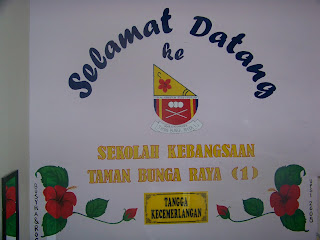 Selamat Datang
ke
SEKOLAH KEBANGSAAN
TAMAN BUNGA RAYA (1)
TANGGA
KECEMERLANGAN